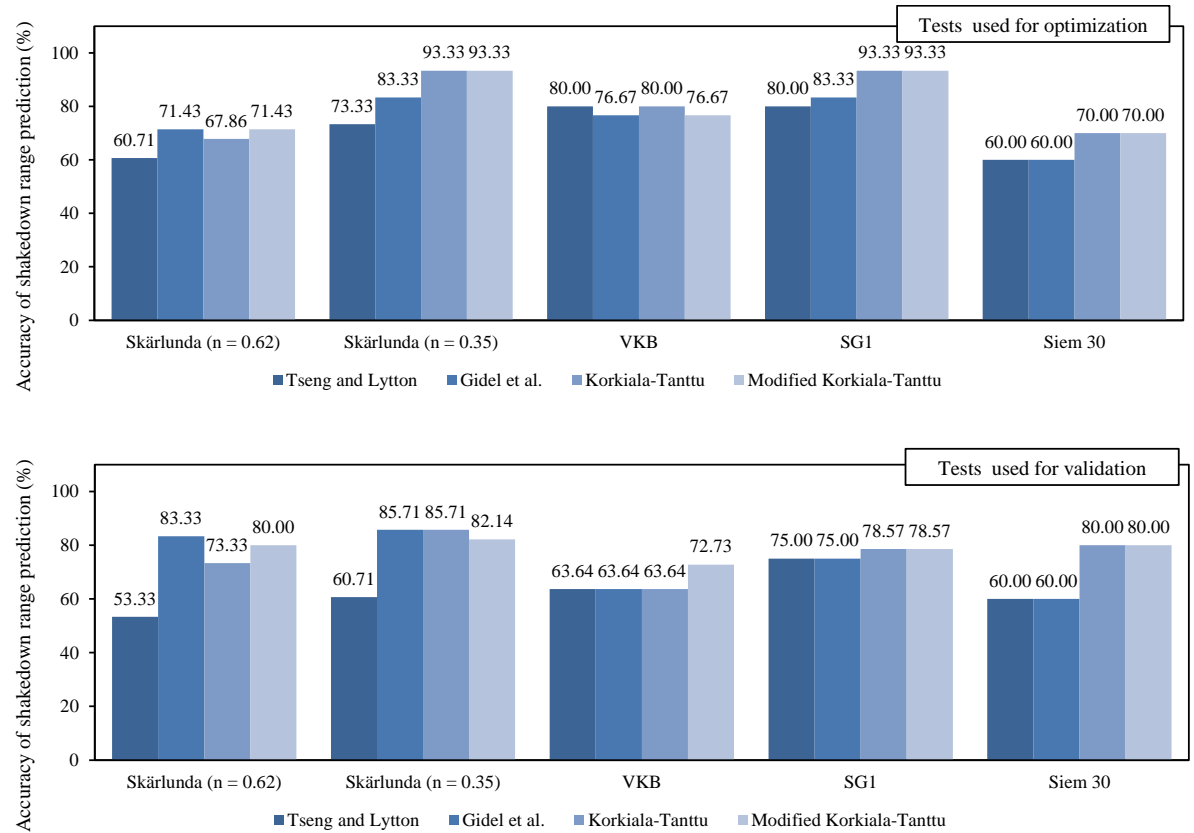 Tests used for optimization
Accuracy of shakedown range prediction (%)
100
80
60
40
20
0
60.71 71.43 67.86 71.43
73.33 83.33 93.33 93.33
80.00 76.67 80.00 76.67
80.00 83.33 93.33 93.33
60.00 60.00 70.00 70.00
Skärlunda (n = 0.62) Skärlunda (n = 0.35) VKB SG1 Siem 30
Tseng and Lytton Gidel et al. Korkiala-Tanttu Modified Korkiala-Tanttu
Tests used for validation
Accuracy of shakedown range prediction (%)
100
80
60
40
20
0
53.33 83.33 73.33 80.00
60.71 85.71 85.71 82.14
63.64 63.64 63.64 72.73
75.00 75.00 78.57 78.57
60.00 60.00 80.00 80.00
Skärlunda (n = 0.62) Skärlunda (n = 0.35) VKB SG1 Siem 30
Tseng and Lytton Gidel et al. Korkiala-Tanttu Modified Korkiala-Tanttu